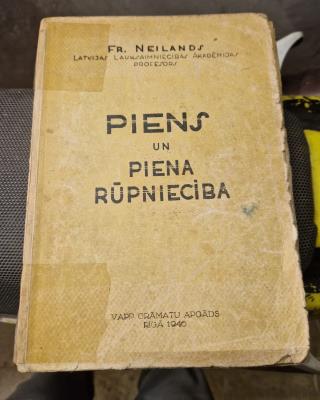 FR. NEILANDS
LATVIJAS LAUKSAIMNIECĪBAS AKADĒMIJAS
PROFESORS
PIENS
UN
PIENA
RŪPNIECĪBA
VAPP GRĀMATU APGĀDS
RĪGĀ 1940